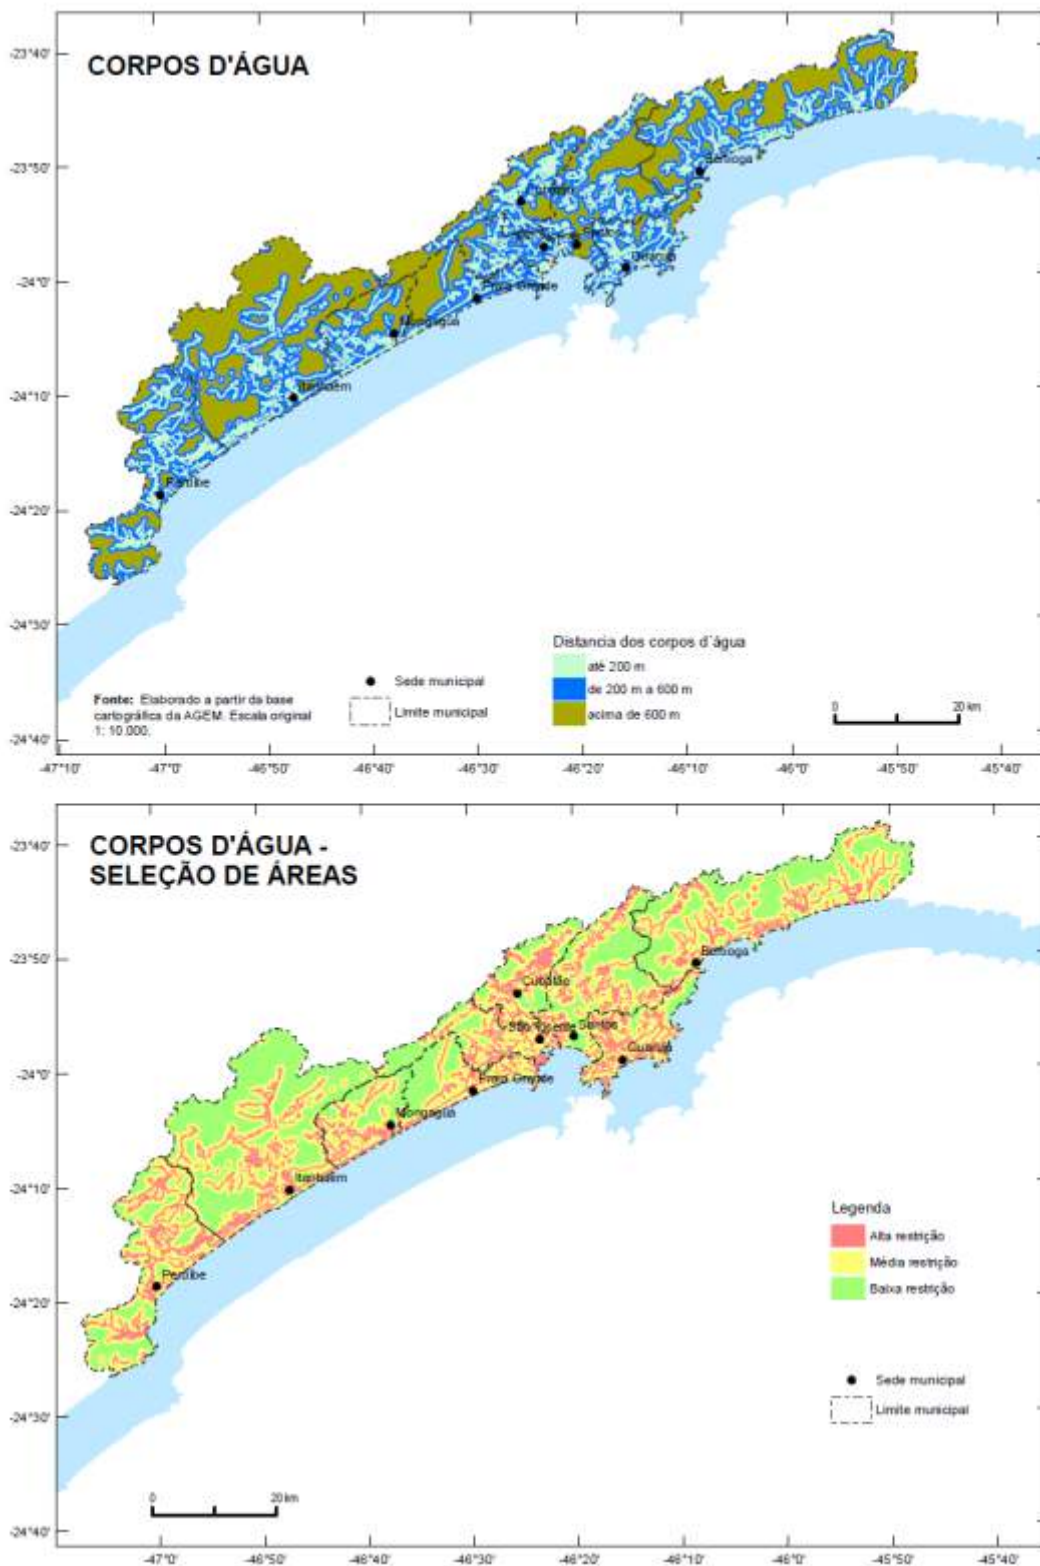 CORPOS D'ÁGUA
-23°40'
-23°50'
-24°0'
-24°10'
-24°20'
-24°50'
-24°40'
Bertioga
Santos
Guarujá
Praia Grande
Mongaguá
Itanhaém
Peruíbe
Distancia dos corpos d´água
até 200 m
de 200 m a 600 m
acima de 600 m
Sede municipal
Limite municipal
Fonte: Elaborado a partir da base
cartográfica da AGEM. Escala original
1: 10.000.
0 20 km
-47°10' -47°0' -46°50' -46°40' -46°30' -46°20' -46°10' -46°0' -45°50' -45°40'
CORPOS D'ÁGUA -
SELEÇÃO DE ÁREAS
-23°40'
-23°50'
-24°0'
-24°10'
-24°20'
-24°30'
-24°40'
Bertioga
Cubatão
São Vicente
Santos
Guarujá
Praia Grande
Mongaguá
Itanhaém
Peruíbe
Legenda
Alta restrição
Média restrição
Baixa restrição
Sede municipal
Limite municipal
0 20 km
-47°0' -46°50' -46°40' -46°30' -46°20' -46°10' -46°0' -45°50' -45°40'